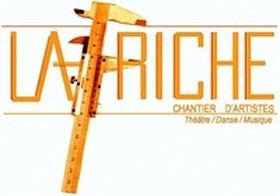 LA FRICHE
CHANTIER D'ARTISTES
Théâtre / Danse / Musique